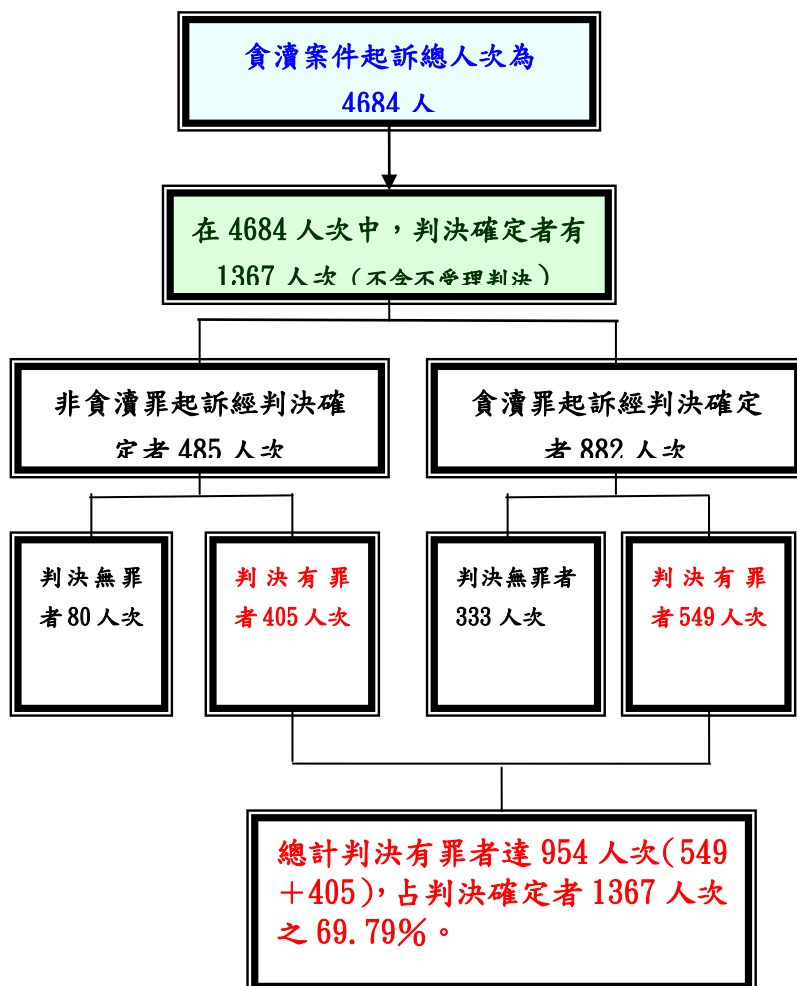 貪瀆案件起訴總人次為
4684 人
在 4684 人次中，判決確定者有
1367 人次（不含不受理判決）
非貪瀆罪起訴經判決確
定者 485 人次
貪瀆罪起訴經判決確定
者 882 人次
判決無罪
者 80 人次
判決有罪
者 405 人次
判決無罪者
333 人次
判決有罪
者 549 人次
總計判決有罪者達 954 人次(549
＋405)，占判決確定者 1367 人次
之 69.79％。